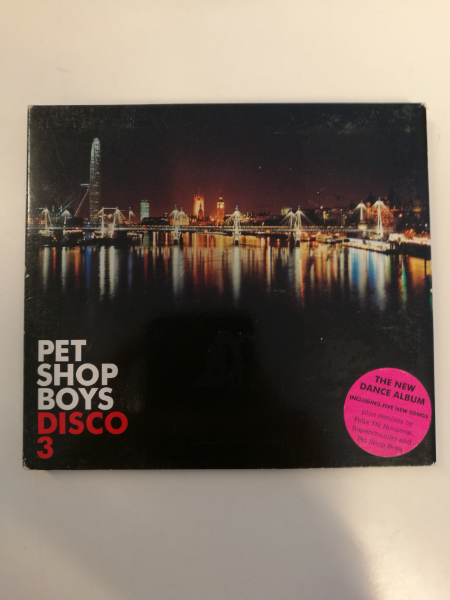 PET
SHOP
BOYS
DISCO
3
THE NEW
DANCE ALBUM
INCLUDING FIVE NEW SONGS
plus remixes by
Felix Da Housecat,
Superchumbo and
Pet Shop Boys